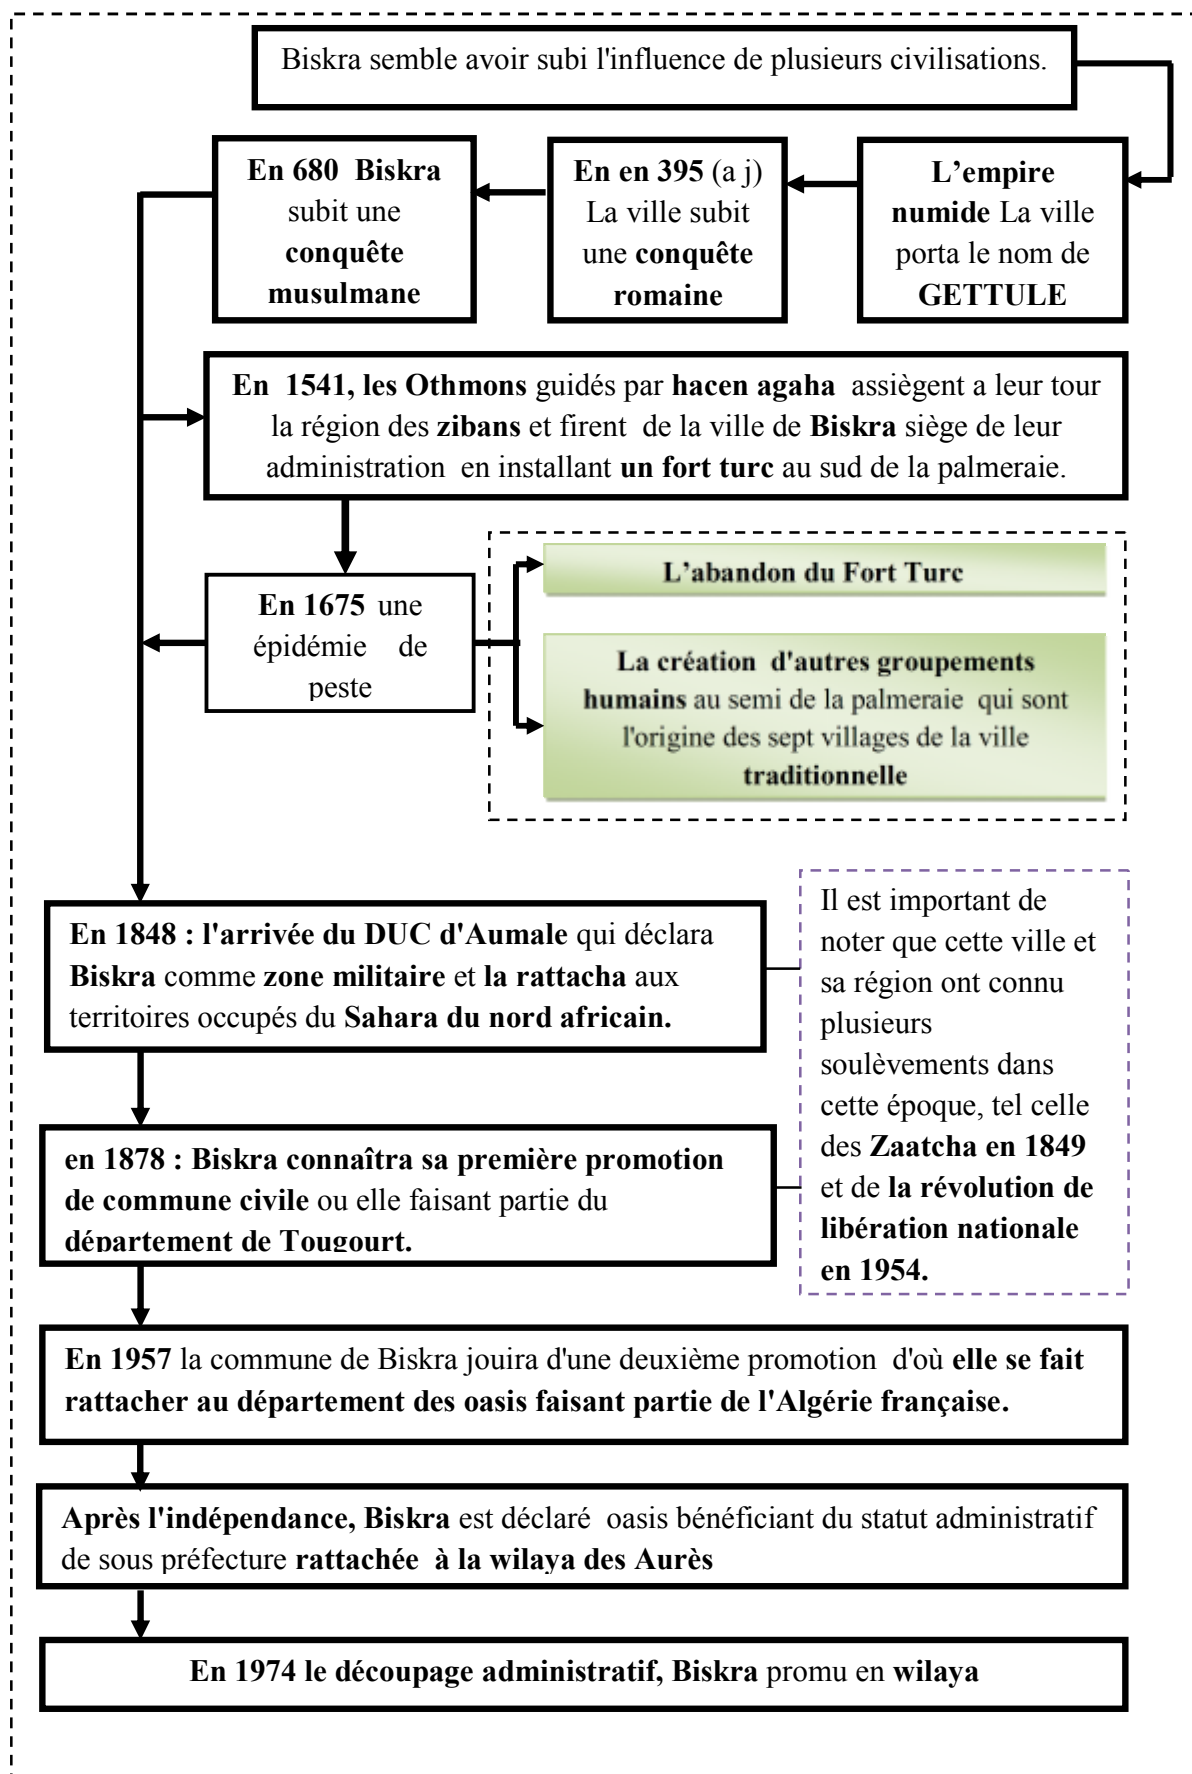 Biskra semble avoir subi l'influence de plusieurs civilisations.
L'empire
numide La ville
porta le nom de
GETTULE
En en 395 (a j)
La ville subit
une conquête
romaine
En 680 Biskra
subit une
conquête
musulmane
En 1541, les Othmons guidés par hacen agaha assiègent a leur tour
la région des zibans et firent de la ville de Biskra siège de leur
administration en installant un fort turc au sud de la palmeraie.
En 1675 une
épidémie de
peste
L'abandon du Fort Turc
La création d'autres groupements
humains au semi de la palmeraie qui sont
l'origine des sept villages de la ville
traditionnelle
En 1848 : l'arrivée du DUC d'Aumale qui déclara
Biskra comme zone militaire et la rattacha aux
territoires occupés du Sahara du nord africain.
Il est important de
noter que cette ville et
sa région ont connu
plusieurs
soulèvements dans
cette époque, tel celle
des Zaatcha en 1849
et de la révolution de
libération nationale
en 1954.
en 1878 : Biskra connaîtra sa première promotion
de commune civile ou elle faisant partie du
département de Tougourt.
En 1957 la commune de Biskra jouira d'une deuxième promotion d'où elle se fait
rattacher au département des oasis faisant partie de l'Algérie française.
Après l'indépendance, Biskra est déclaré oasis bénéficiant du statut administratif
de sous préfecture rattachée à la wilaya des Aurès
En 1974 le découpage administratif, Biskra promu en wilaya